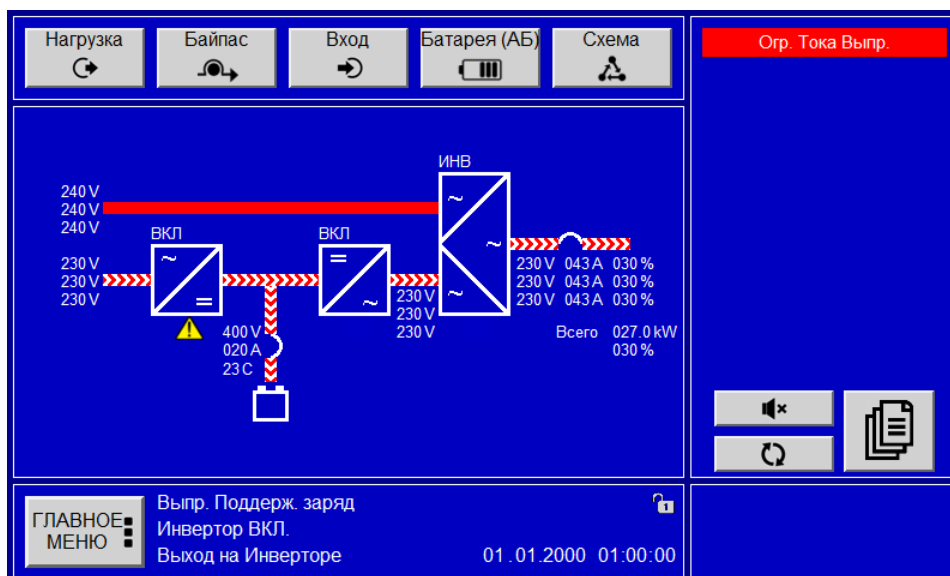 Нагрузка
Байпас
Вход
Батарея (АБ)
Схема
Огр. Тока Выпр.
ИНВ
240 V
240 V
240 V
ВКЛ
ВКЛ
230 V
230 V
230 V
230 V 043 A 030 %
230 V 043 A 030 %
230 V 043 A 030 %
230 V
230 V
230 V
Всего 027.0 kW
030 %
400 V
020 A
23 C
ГЛАВНОЕ
МЕНЮ
Выпр. Поддерж. заряд
Инвертор ВКЛ.
Выход на Инверторе
01.01.2000 01:00:00